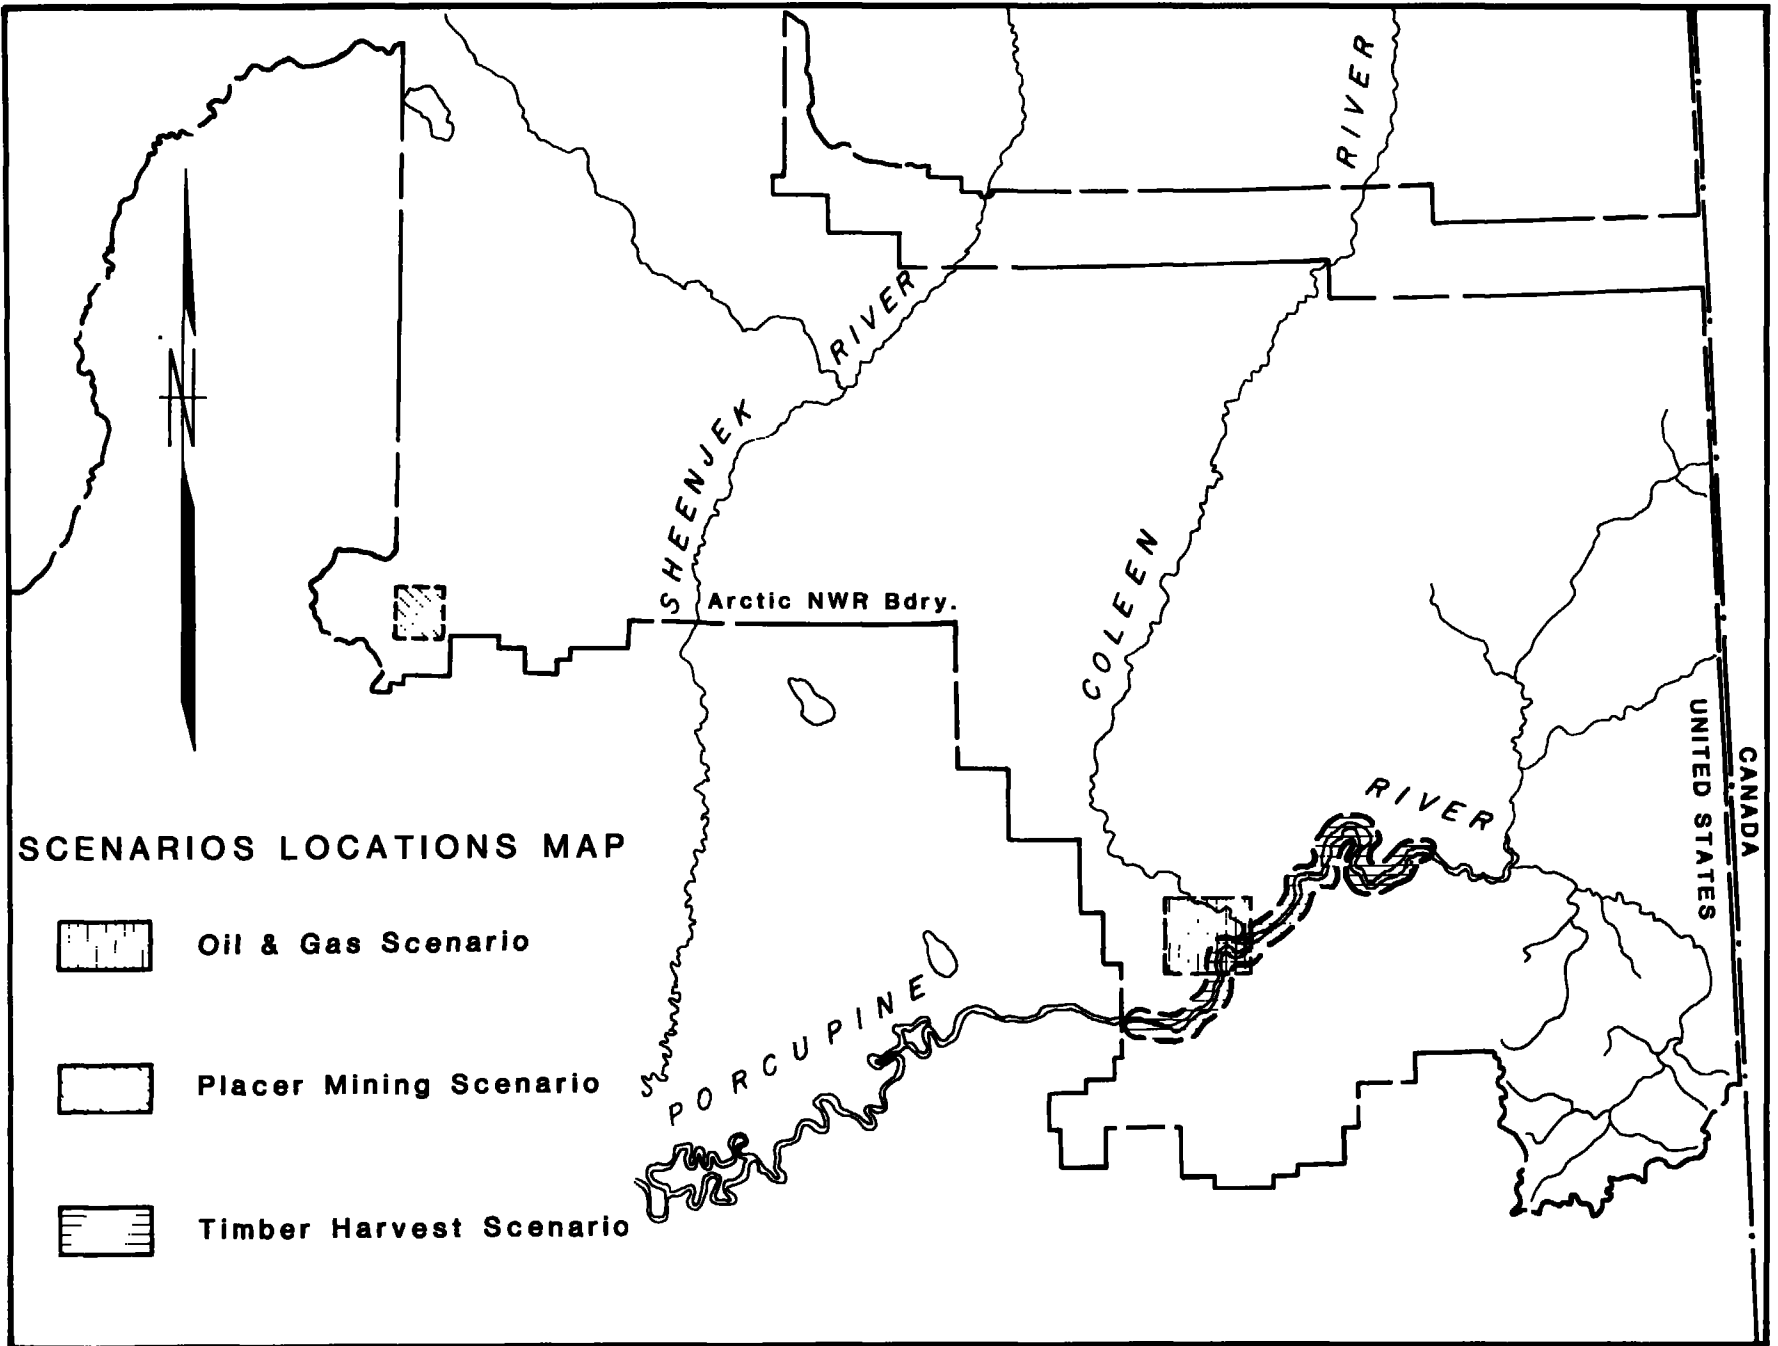 RIVER
RIVER
N
SHEENJEK
COLEEN
Arctic NWR Bdry.
UNITED STATES
CANADA
RIVER
PORCUPINE
SCENARIOS LOCATIONS MAP
Oil & Gas Scenario
Placer Mining Scenario
Timber Harvest Scenario